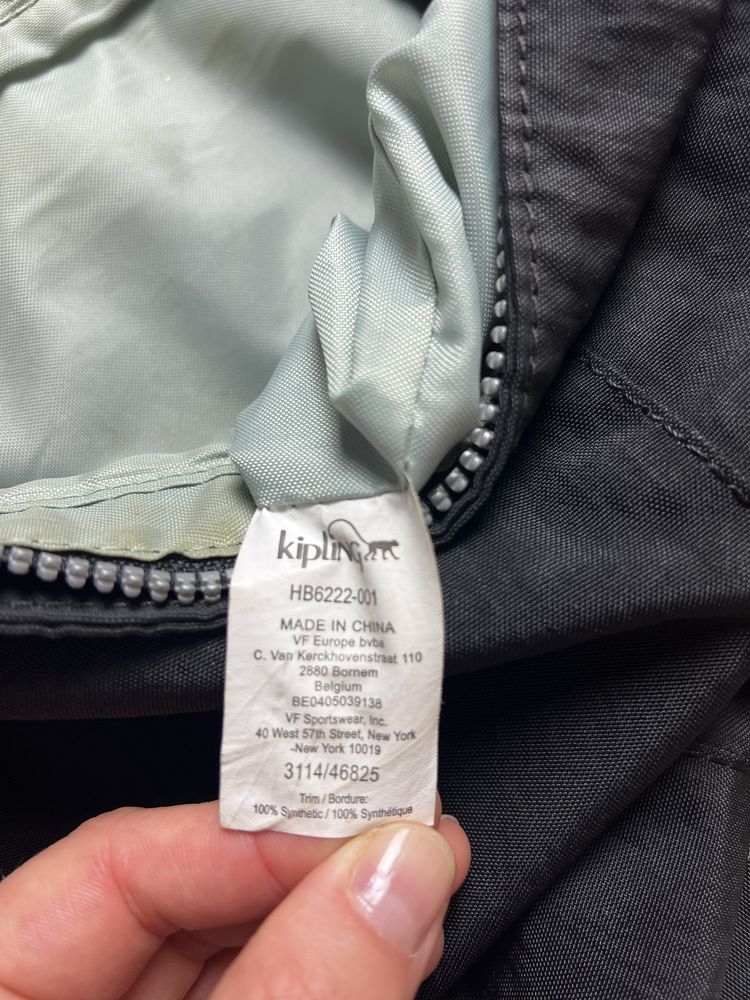 kipling
HB6222-001
MADE IN CHINA
VF Europe bvba
C. Van Kerckhovenstraat 110
2880 Bornem
Belgium
BE0405039138
VF Sportswear, Inc.
40 West 57th Street, New York
-New York 10019
3114/46825
Trim / Bordure:
100% Synthetic / 100% Synthétique